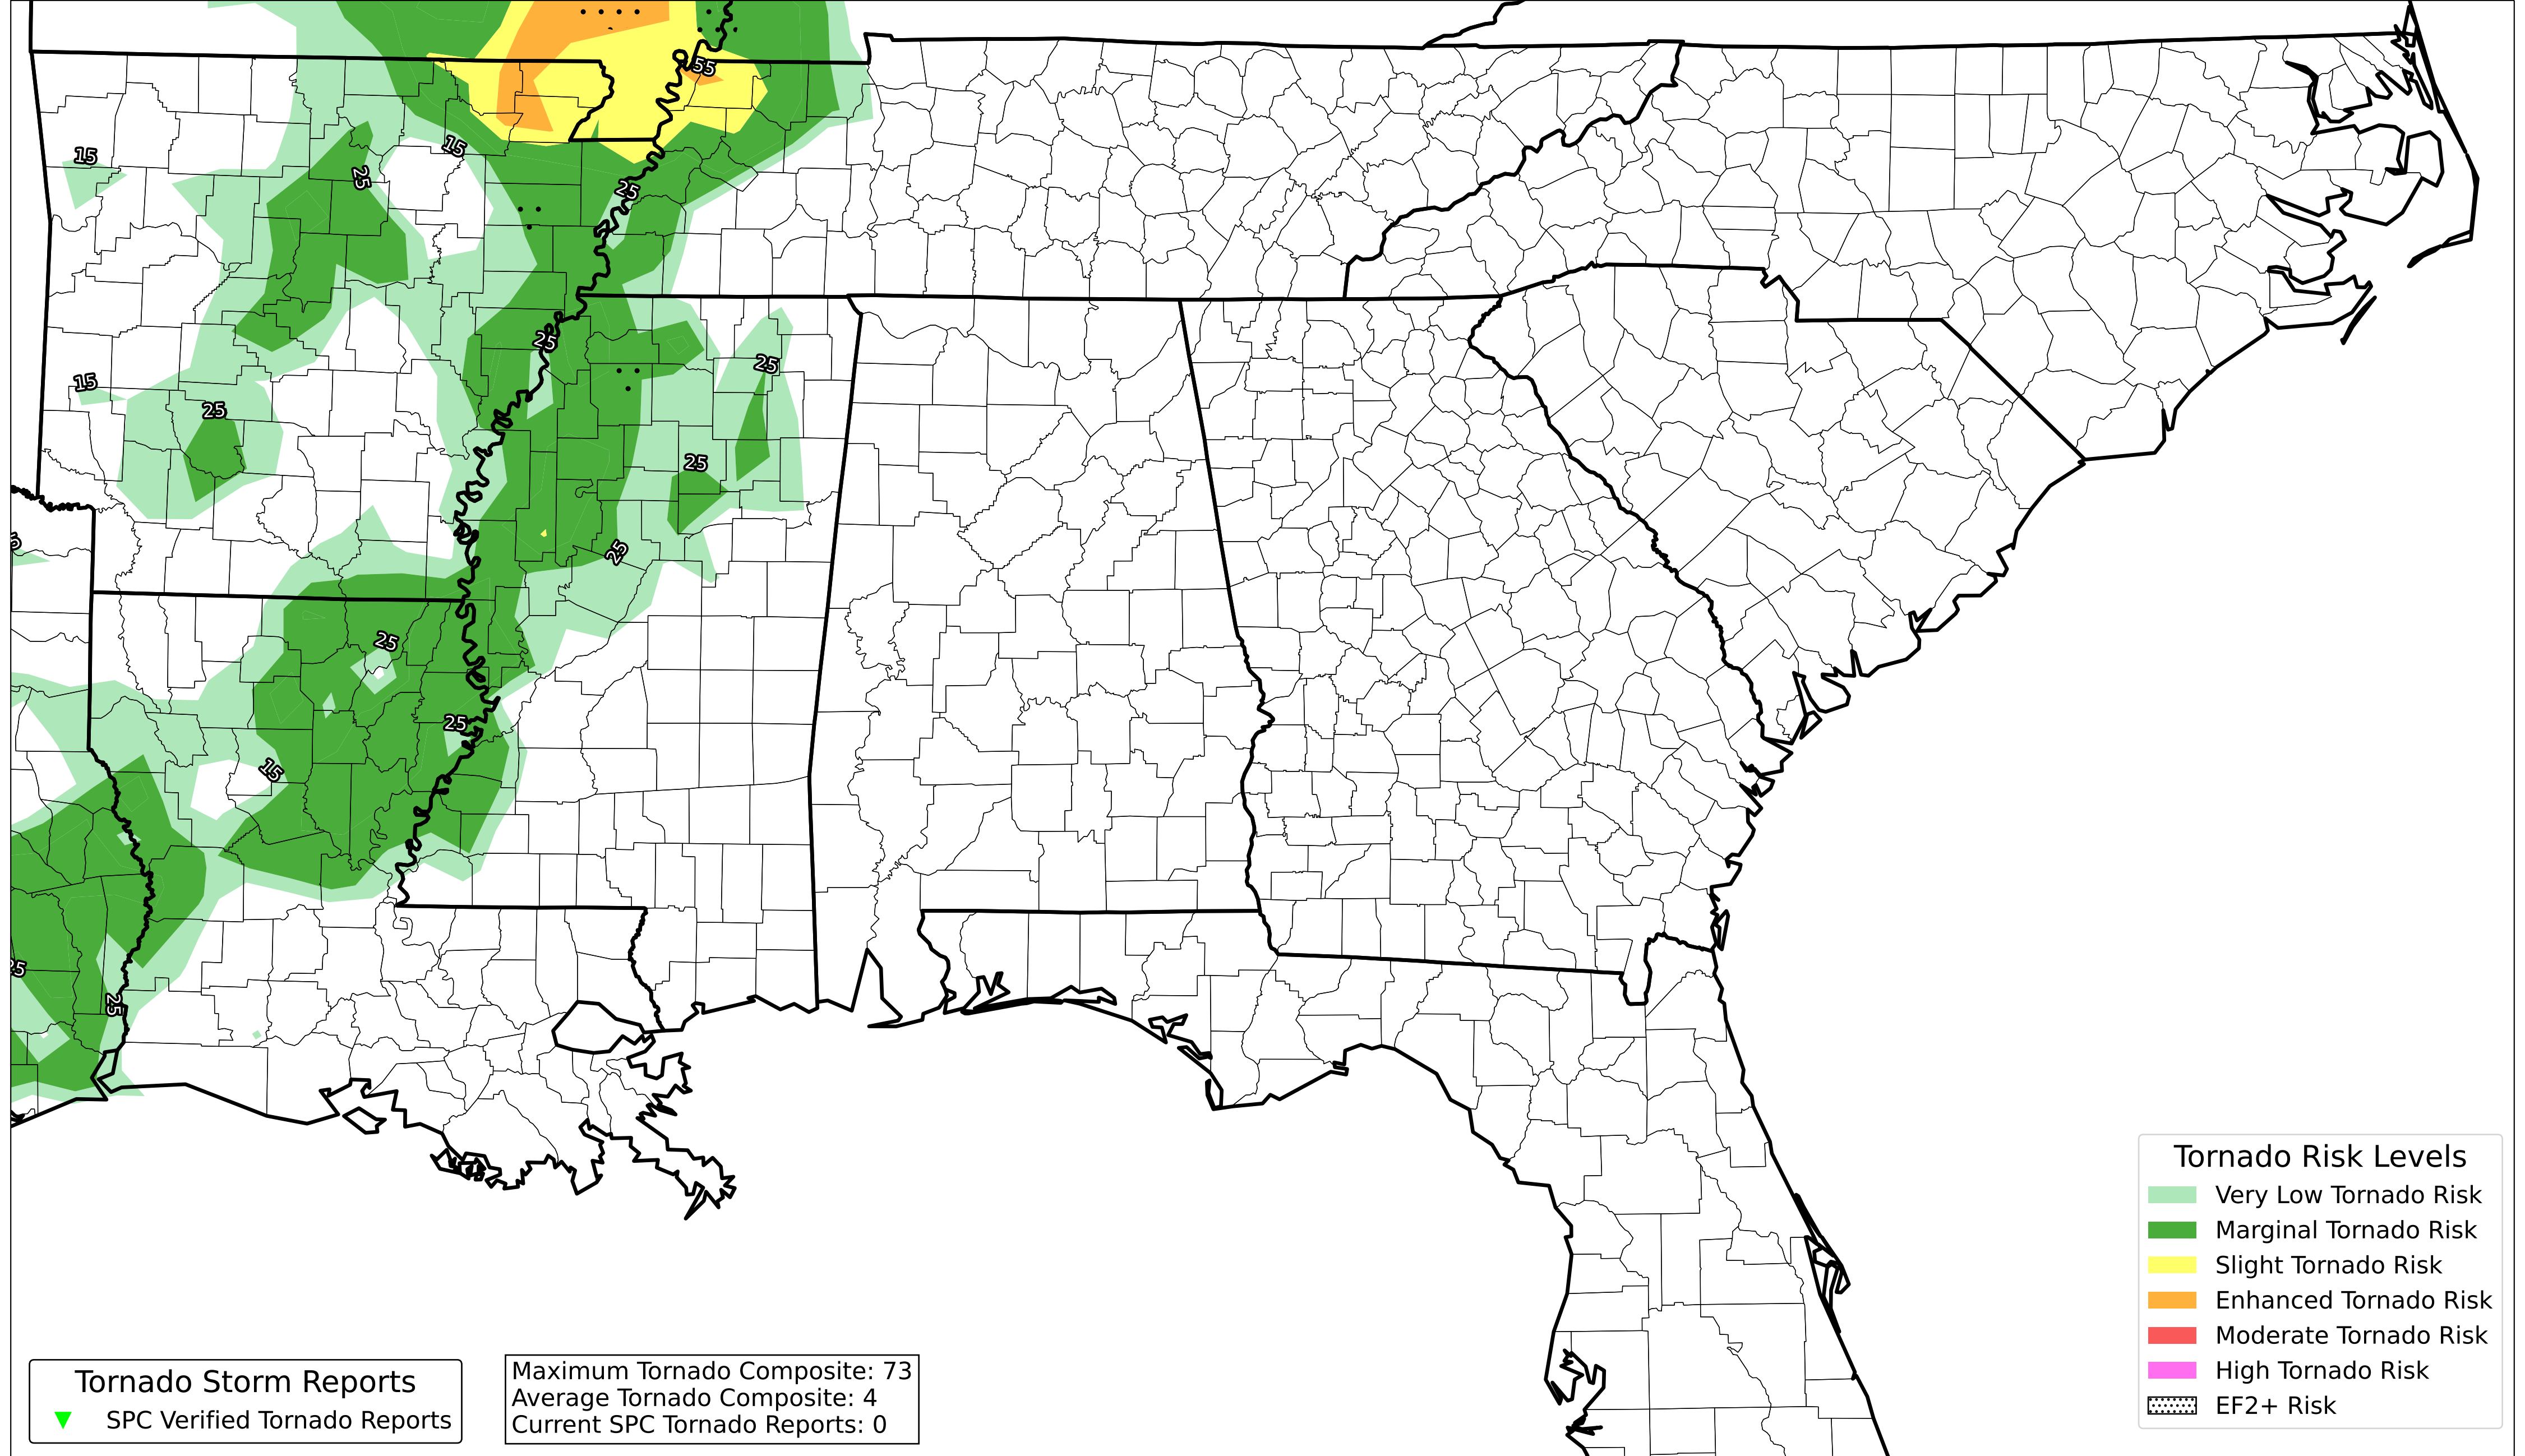 55
15
15
25
25
25
25
15
25
25
25
25
25
15
25
25
Tornado Risk Levels
Very Low Tornado Risk
Marginal Tornado Risk
Slight Tornado Risk
Enhanced Tornado Risk
Moderate Tornado Risk
High Tornado Risk
EF2+ Risk
Tornado Storm Reports
SPC Verified Tornado Reports
Maximum Tornado Composite: 73
Average Tornado Composite: 4
Current SPC Tornado Reports: 0